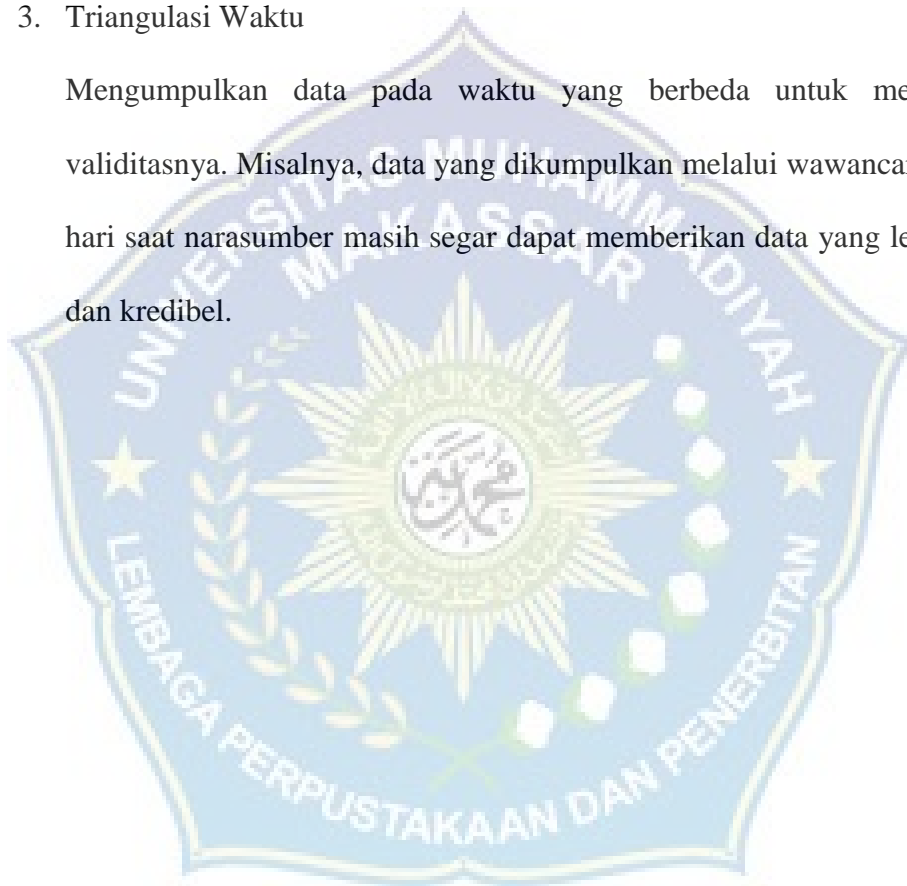 3. Triangulasi Waktu
Mengumpulkan data pada waktu yang berbeda untuk me
validitasnya. Misalnya, data yang dikumpulkan melalui wawanca
hari saat narasumber masih segar dapat memberikan data yang le
dan kredibel.
UNIVERSITAS MUHAMMADIYAH
MAKASSAR
LEMBAGA PERPUSTAKAAN DAN PENERBITAN